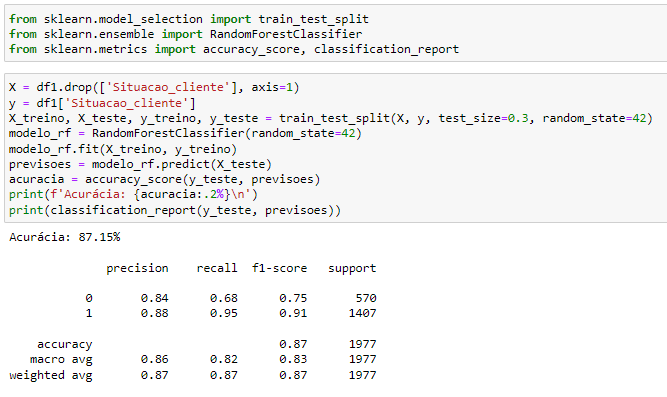 from sklearn.model_selection import train_test_split
from sklearn.ensemble import RandomForestClassifier
from sklearn.metrics import accuracy_score, classification_report
X = df1.drop(['Situacao_cliente'], axis=1)
y = df1['Situacao_cliente']
X_treino, X_teste, y_treino, y_teste = train_test_split(X, y, test_size=0.3, random_state=42)
modelo_rf = RandomForestClassifier(random_state=42)
modelo_rf.fit(X_treino, y_treino)
previsoes = modelo_rf.predict(X_teste)
acuracia = accuracy_score(y_teste, previsoes)
print(f'Acurácia: {acuracia:.2%}\n')
print(classification_report(y_teste, previsoes))
Acurácia: 87.15%
precision recall f1-score support
0 0.84 0.68 0.75 570
1 0.88 0.95 0.91 1407
accuracy 0.87 1977
macro avg 0.86 0.82 0.83 1977
weighted avg 0.87 0.87 0.87 1977